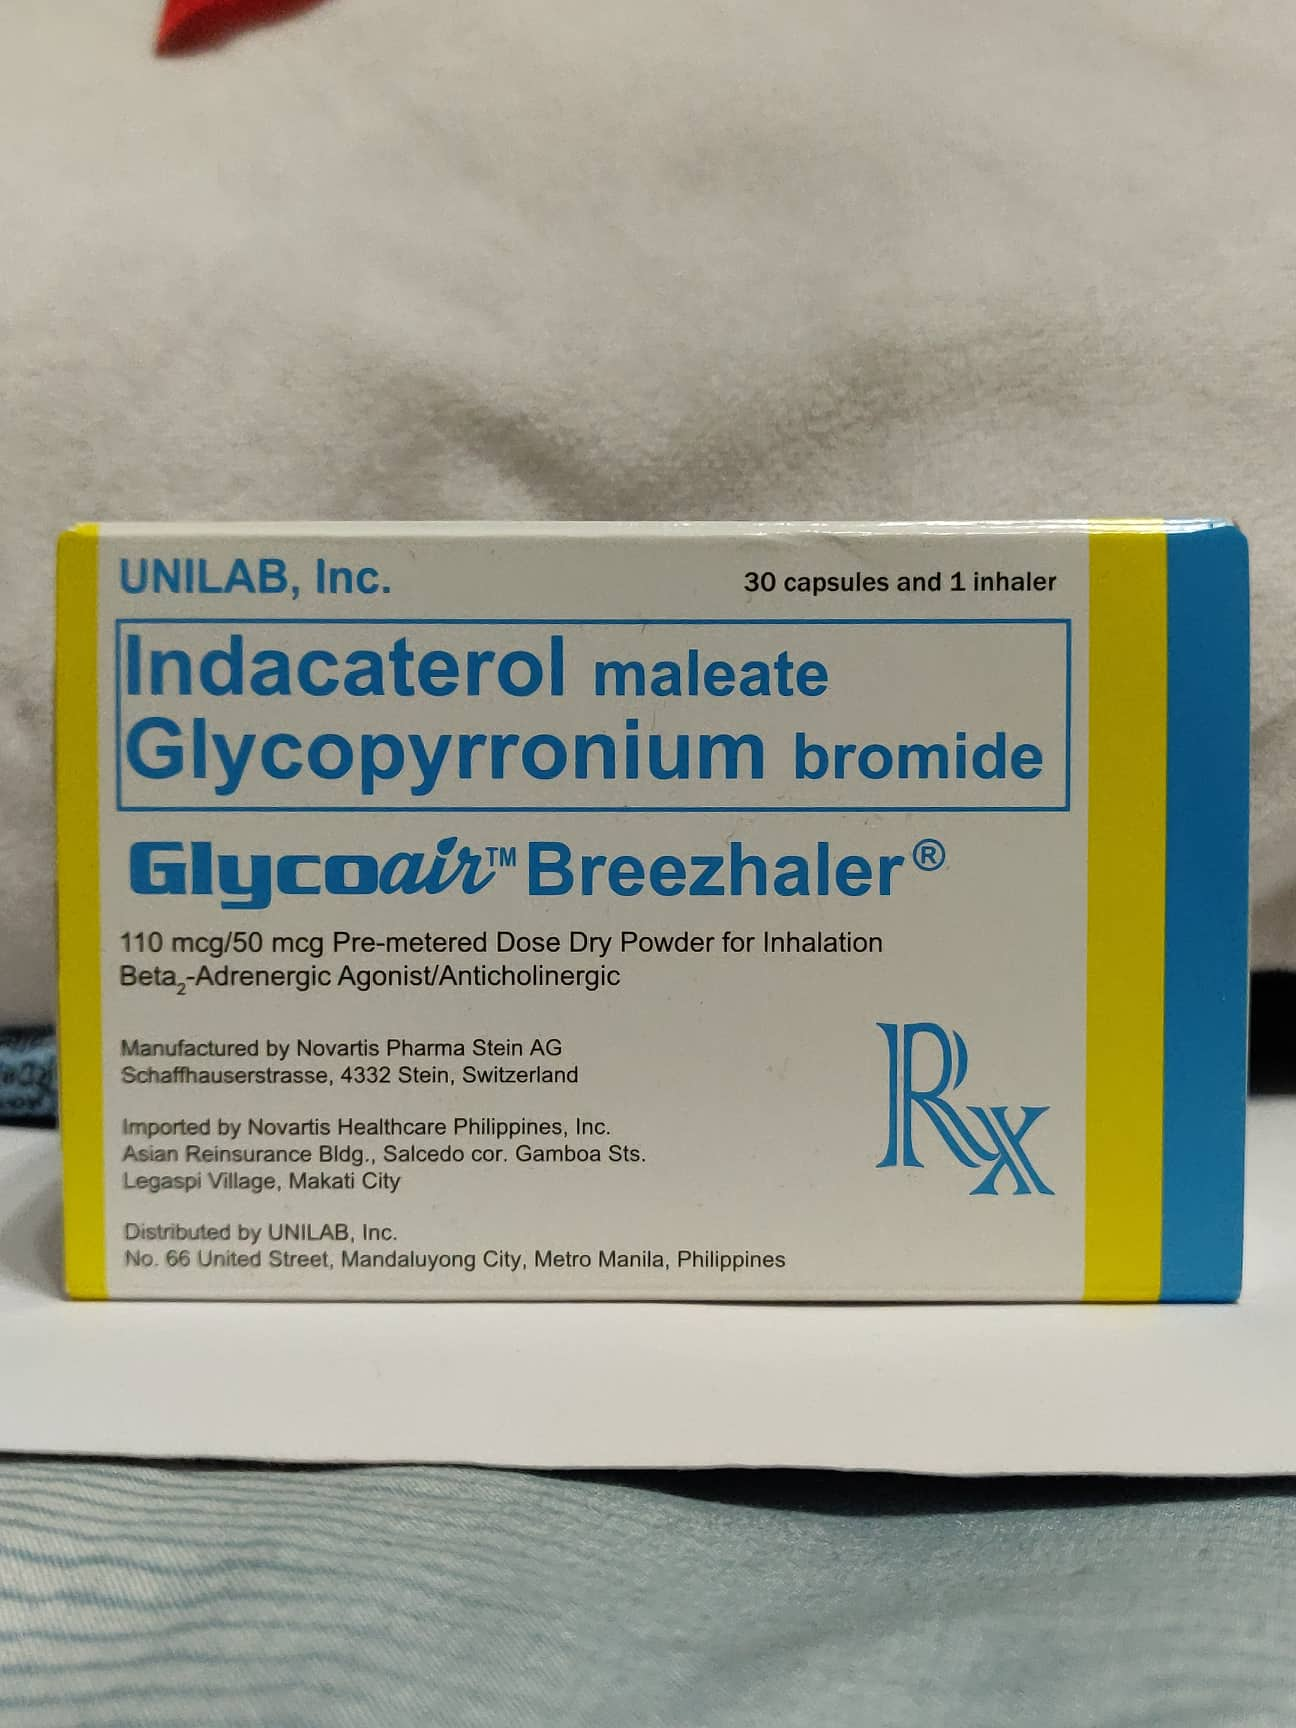 UNILAB, Inc.
30 capsules and 1 inhaler
Indacaterol maleate
Glycopyrronium bromide
Glycoair™ Breezhaler®
110 mcg/50 mcg Pre-metered Dose Dry Powder for Inhalation
Beta₂-Adrenergic Agonist/Anticholinergic
Manufactured by Novartis Pharma Stein AG
Schaffhauserstrasse, 4332 Stein, Switzerland
Imported by Novartis Healthcare Philippines, Inc.
Asian Reinsurance Bldg., Salcedo cor. Gamboa Sts.
Legaspi Village, Makati City
Rx
Distributed by UNILAB, Inc.
No. 66 United Street, Mandaluyong City, Metro Manila, Philippines